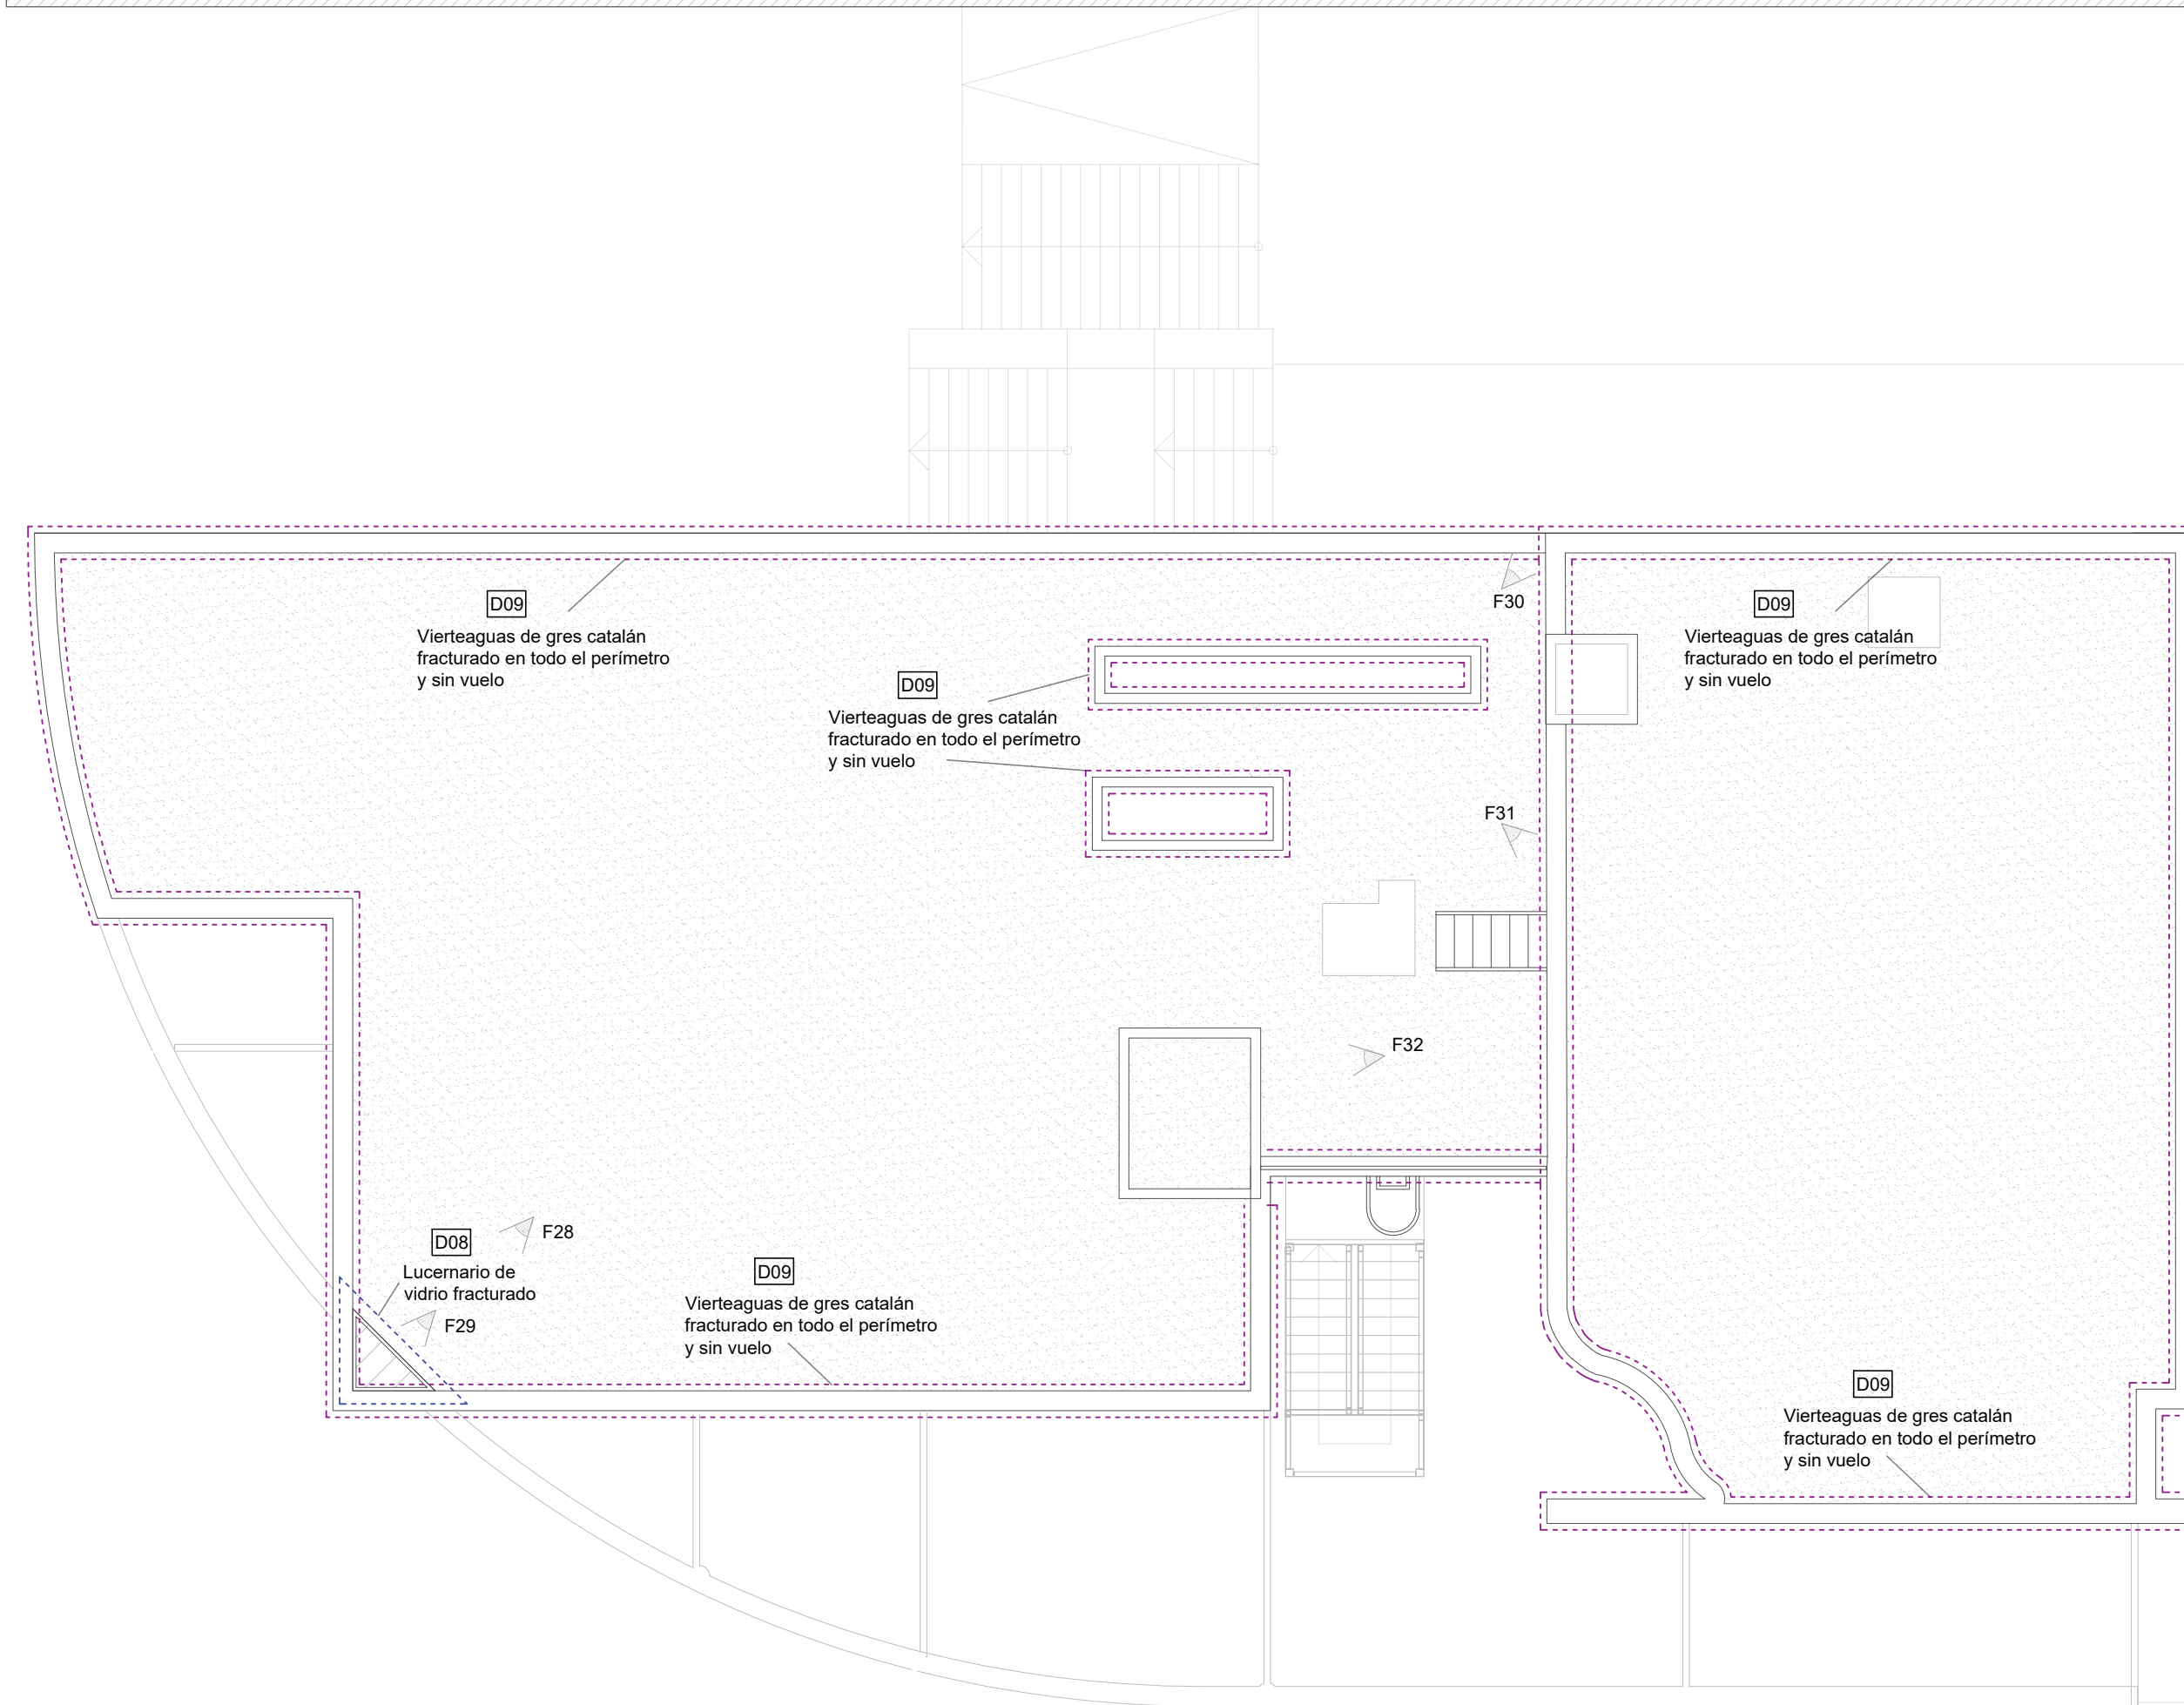 D09
Vierteaguas de gres catalán
fracturado en todo el perímetro
y sin vuelo
D09
Vierteaguas de gres catalán
fracturado en todo el perímetro
y sin vuelo
F30
D09
Vierteaguas de gres catalán
fracturado en todo el perímetro
y sin vuelo
F31
F32
F28
D08
Lucernario de
vidrio fracturado
F29
D09
Vierteaguas de gres catalán
fracturado en todo el perímetro
y sin vuelo
D09
Vierteaguas de gres catalán
fracturado en todo el perímetro
y sin vuelo